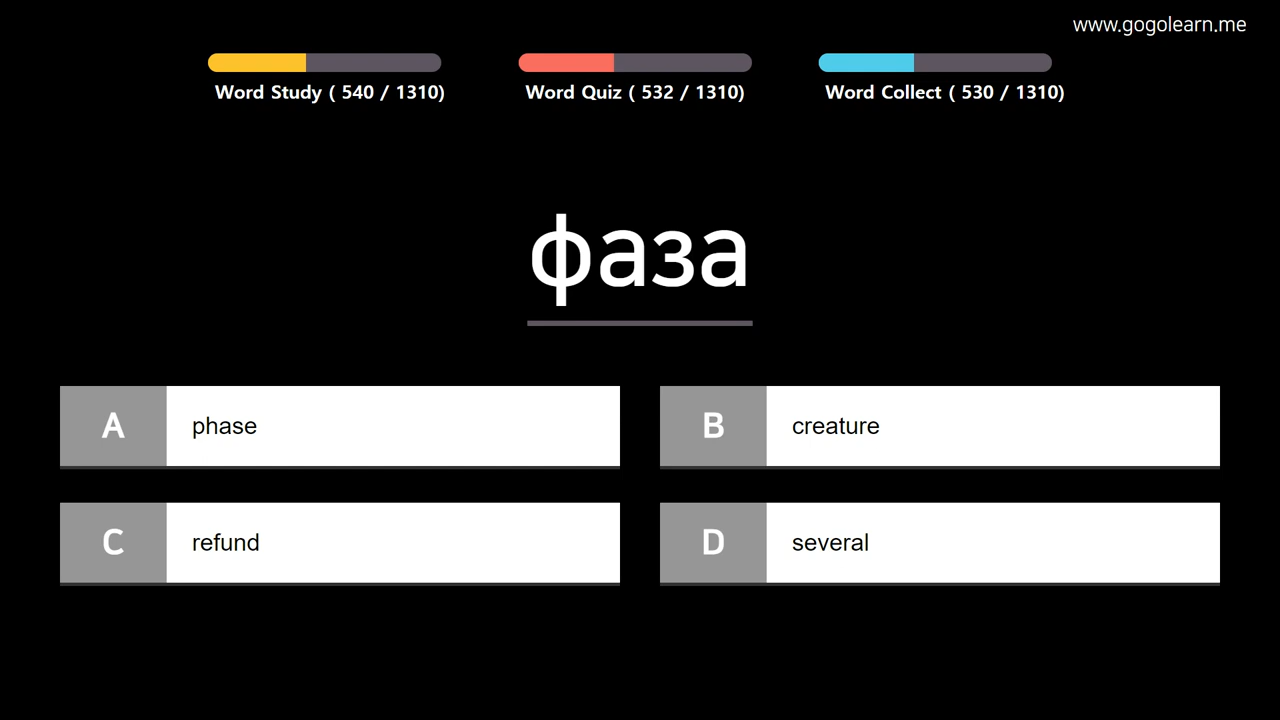 www.gogolearn.me
Word Study ( 540 / 1310)
Word Quiz ( 532 / 1310)
Word Collect ( 530 / 1310)
фаза
A phase
B creature
C refund
D several